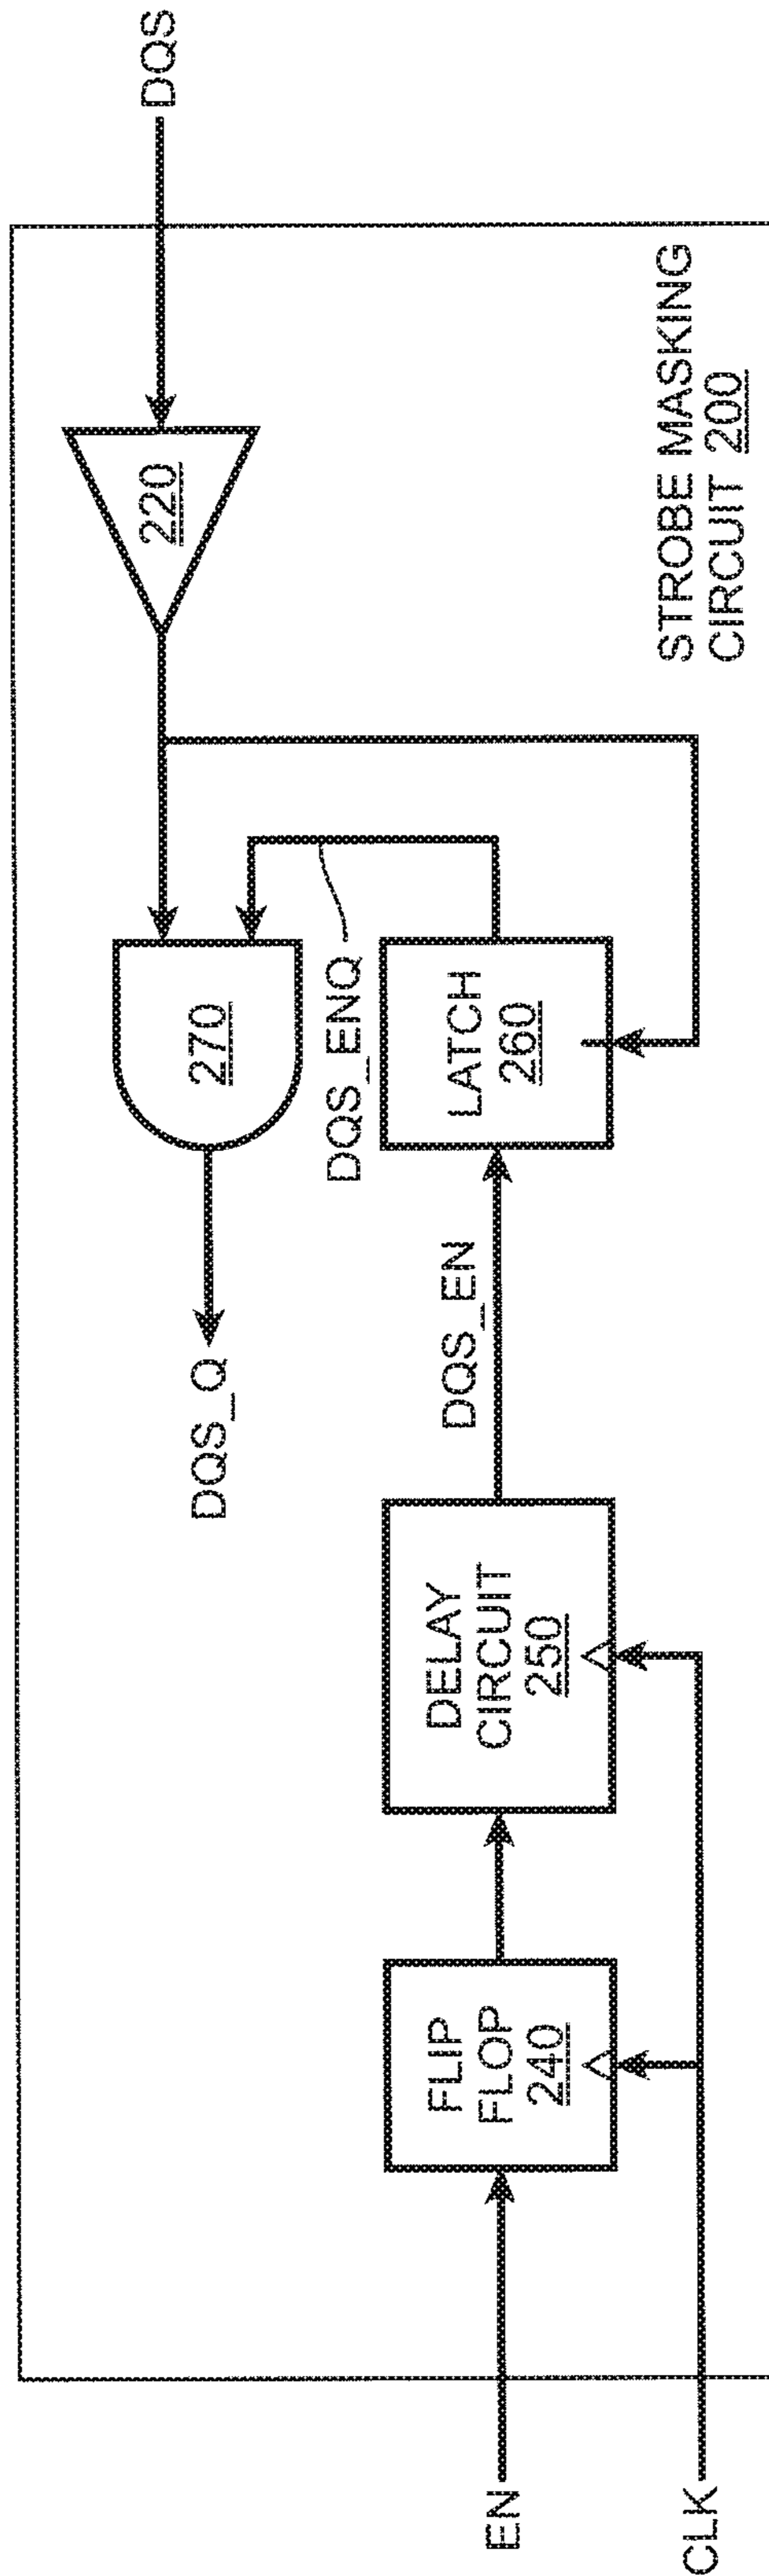 DQS
220
STROBE MASKING
CIRCUIT 200
270
DQS_Q
DQS_ENQ
LATCH
260
DQS_EN
DELAY
CIRCUIT
250
FLIP
FLOP
240
EN
CLK